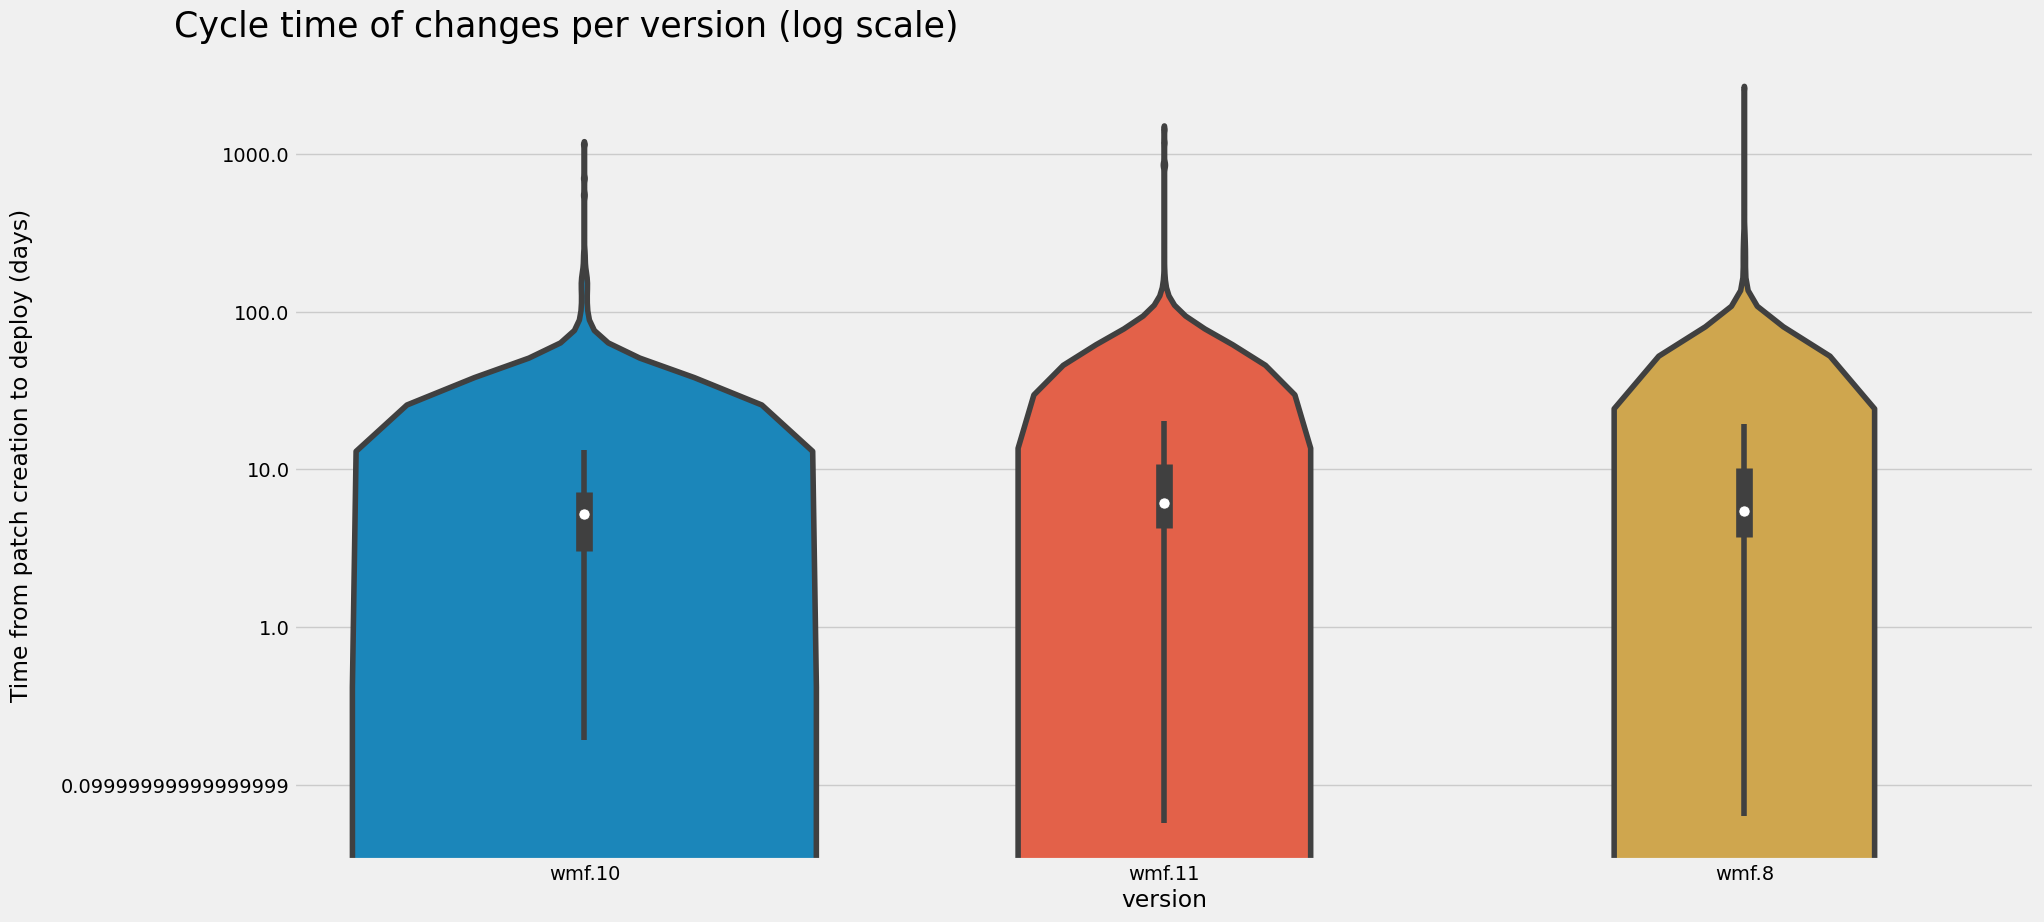 Cycle time of changes per version (log scale)
Time from patch creation to deploy (days)
1000.0
100.0
10.0
1.0
0.09999999999999999
wmf.10
wmf.11
wmf.8
version